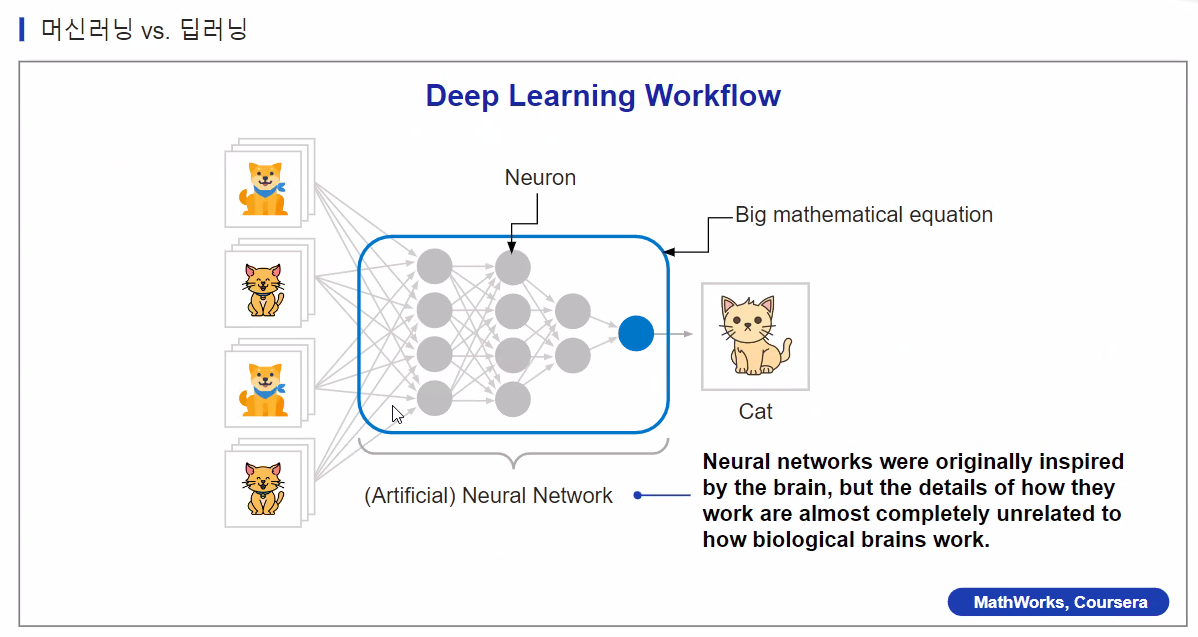 머신러닝 vs. 딥러닝
Deep Learning Workflow
Neuron
Big mathematical equation
Cat
(Artificial) Neural Network
Neural networks were originally inspired
by the brain, but the details of how they
work are almost completely unrelated to
how biological brains work.
MathWorks, Coursera